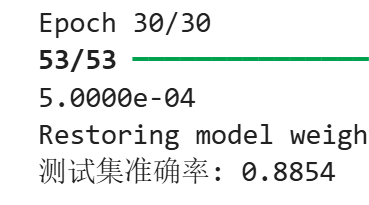 Epoch 30/30
53/53
5.0000e-04
Restoring model weigh
测试集准确率: 0.8854